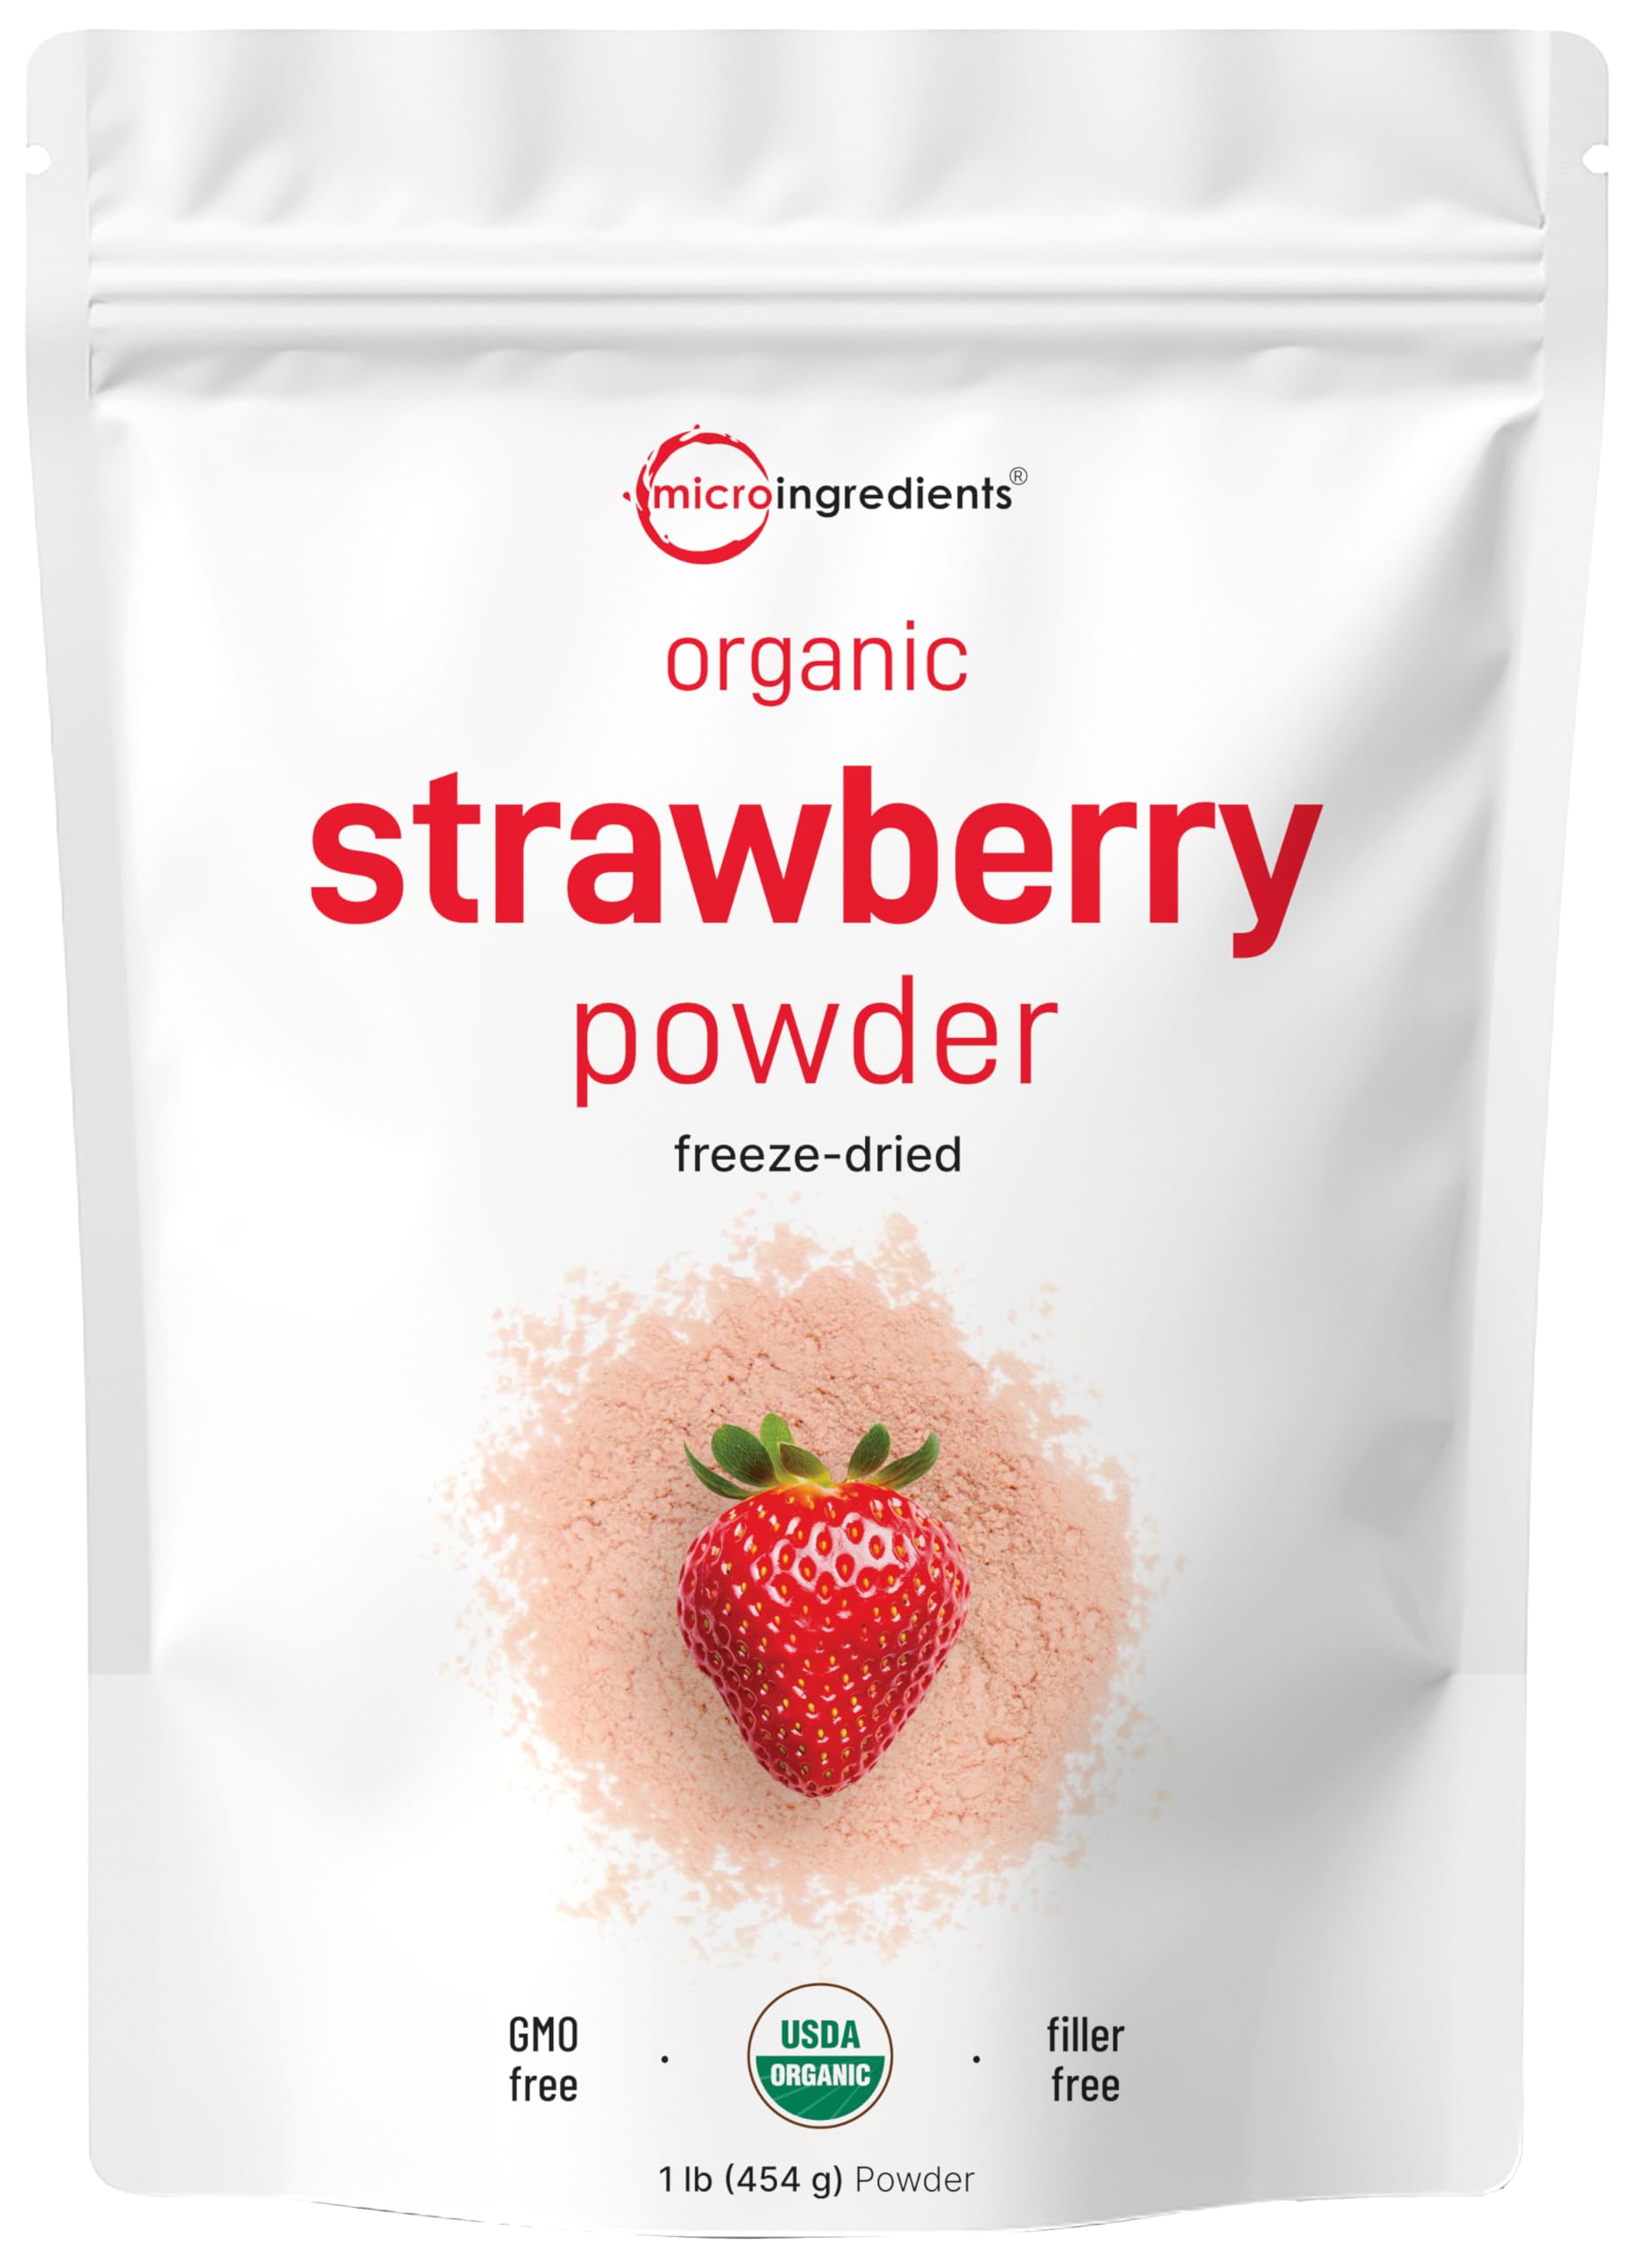 microingredients®
organic
strawberry
powder
freeze-dried
GMO
free
·
USDA
ORGANIC
·
filler
free
1 lb (454 g) Powder